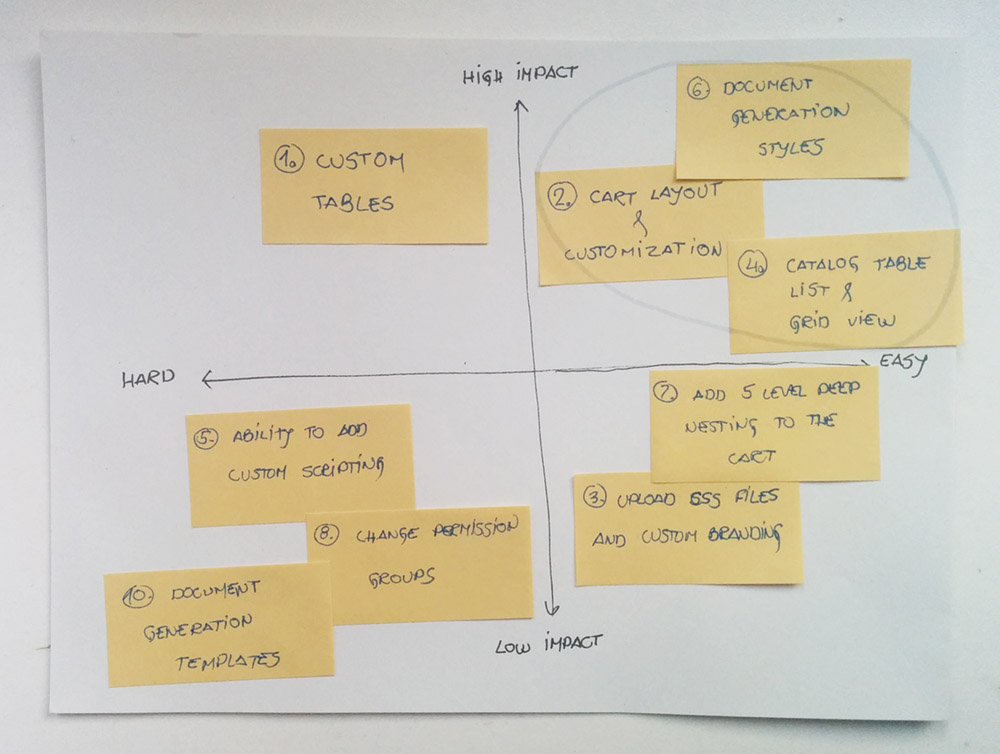 HIGH IMPACT
6. DOCUMENT
GENERATION
STYLES
1. CUSTOM
TABLES
2. CART LAYOUT
&
CUSTOMIZATION
4. CATALOG TABLE
LIST &
GRID VIEW
HARD
EASY
7. ADD 5 LEVEL DEEP
NESTING TO THE
CART
5. ABILITY TO ADD
CUSTOM SCRIPTING
3. UPLOAD CSS FILES
AND CUSTOM BRANDING
8. CHANGE PERMISSION
GROUPS
10. DOCUMENT
GENERATION
TEMPLATES
LOW IMPACT